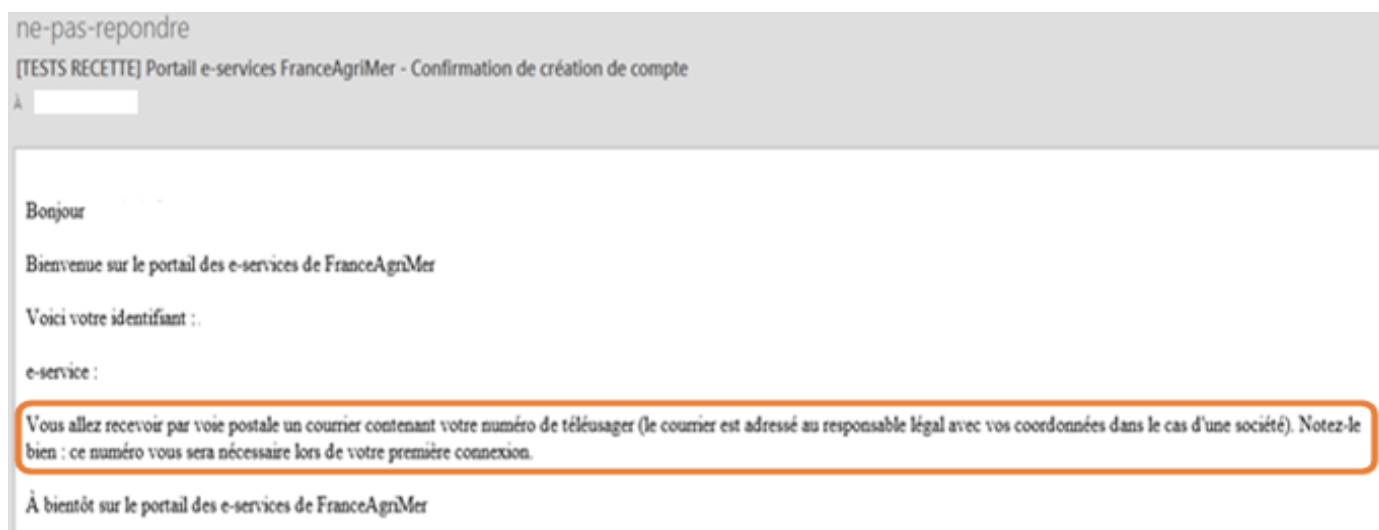 ne-pas-repondre
[TESTS RECETTE] Portail e-services FranceAgriMer - Confirmation de création de compte
À
Bonjour
Bienvenue sur le portail des e-services de FranceAgriMer
Voici votre identifiant :
e-service :
Vous allez recevoir par voie postale un courrier contenant votre numéro de téléusager (le courrier est adressé au responsable légal avec vos coordonnées dans le cas d'une société). Notez-le
bien : ce numéro vous sera nécessaire lors de votre première connexion.
À bientôt sur le portail des e-services de FranceAgriMer